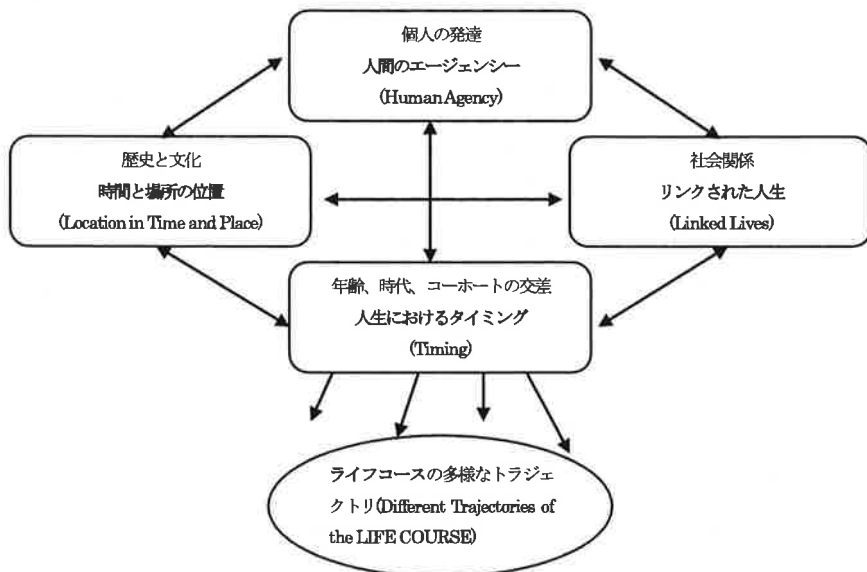 個人の発達
人間のエージェンシー
(Human Agency)
歴史と文化
時間と場所の位置
(Location in Time and Place)
社会関係
リンクされた人生
(Linked Lives)
年齢、時代、コーホートの交差
人生におけるタイミング
(Timing)
ライフコースの多様なトラジェ
クトリ(Different Trajectories of
the LIFE COURSE)